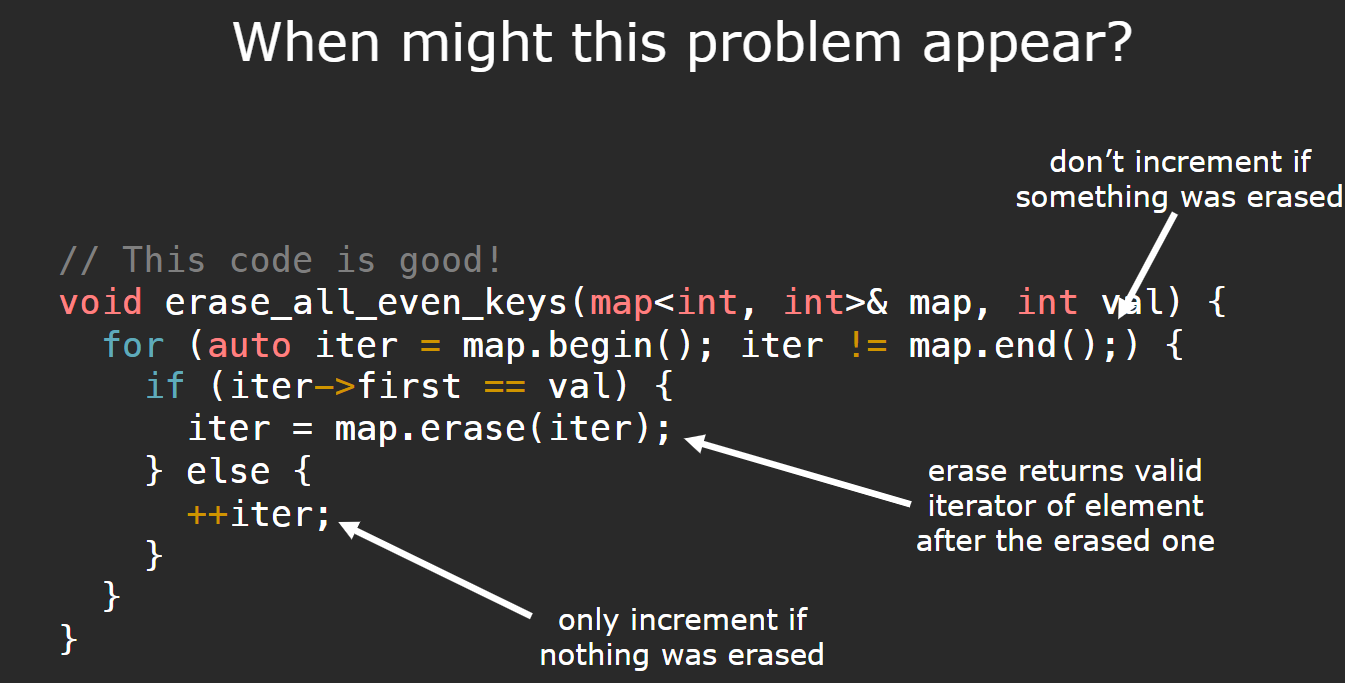 When might this problem appear?
don’t increment if
something was erased
// This code is good!
void erase_all_even_keys(map<int, int>& map, int val) {
  for (auto iter = map.begin(); iter != map.end();) {
    if (iter->first == val) {
      iter = map.erase(iter);
    } else {
      ++iter;
    }
  }
}
erase returns valid
iterator of element
after the erased one
only increment if
nothing was erased